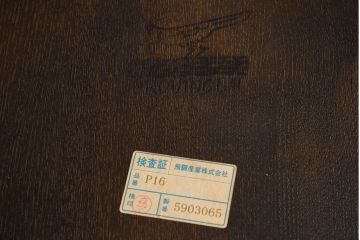 検査証 飛騨産業株式会社
品番 P16
検印 製番 5903065